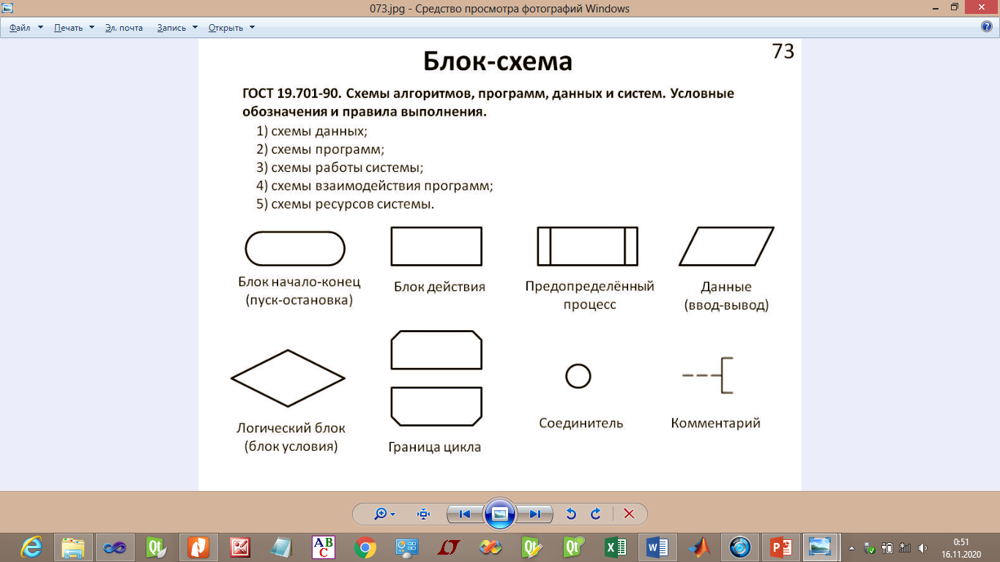 073.jpg - Средство просмотра фотографий Windows
Файл Печать Эл. почта Запись Открыть
73
Блок-схема
ГОСТ 19.701-90. Схемы алгоритмов, программ, данных и систем. Условные
обозначения и правила выполнения.
1) схемы данных;
2) схемы программ;
3) схемы работы системы;
4) схемы взаимодействия программ;
5) схемы ресурсов системы.
Блок начало-конец
(пуск-остановка)
Блок действия
Предопределённый
процесс
Данные
(ввод-вывод)
Логический блок
(блок условия)
Граница цикла
Соединитель
Комментарий
0:51
16.11.2020